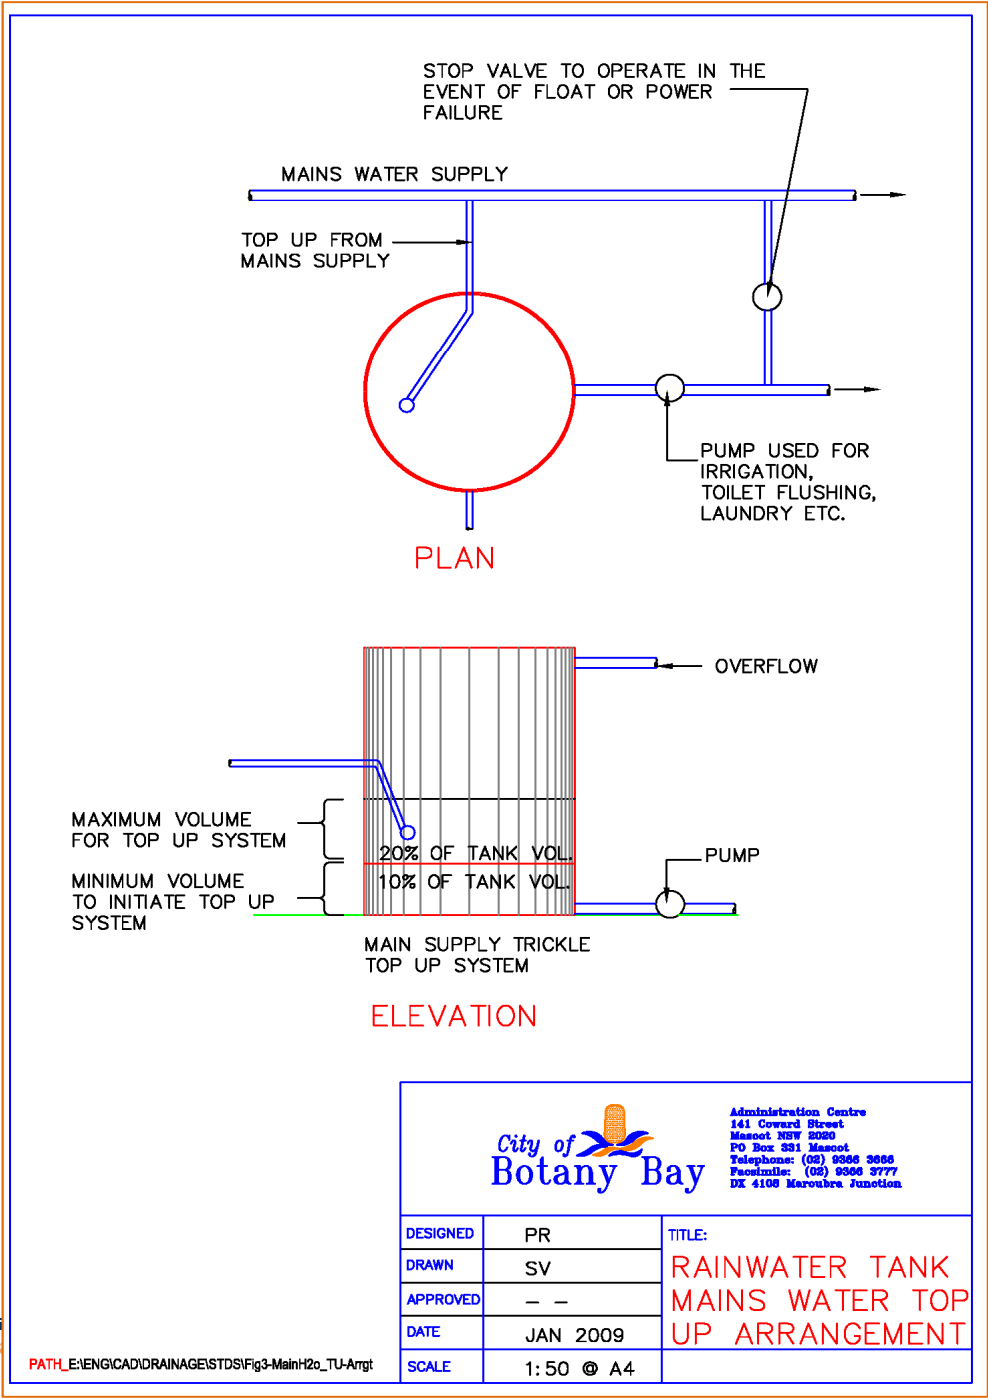 STOP VALVE TO OPERATE IN THE
EVENT OF FLOAT OR POWER
FAILURE
MAINS WATER SUPPLY
TOP UP FROM
MAINS SUPPLY
PUMP USED FOR
IRRIGATION,
TOILET FLUSHING,
LAUNDRY ETC.
PLAN
OVERFLOW
MAXIMUM VOLUME
FOR TOP UP SYSTEM
20% OF TANK VOL.
PUMP
MINIMUM VOLUME
TO INITIATE TOP UP
SYSTEM
10% OF TANK VOL.
MAIN SUPPLY TRICKLE
TOP UP SYSTEM
ELEVATION
City of
Botany Bay
Administration Centre
141 Coward Street
Mascot NSW 2020
PO Box 331 Mascot
Telephone: (02) 9366 3666
Facsimile: (02) 9366 3777
DX 4108 Maroubra Junction
DESIGNED PR
DRAWN SV
APPROVED – –
DATE JAN 2009
SCALE 1:50 @ A4
TITLE:
RAINWATER TANK
MAINS WATER TOP
UP ARRANGEMENT
PATH_E:\ENG\CAD\DRAINAGE\STDS\Fig3-MainH2o_TU-Arrgt